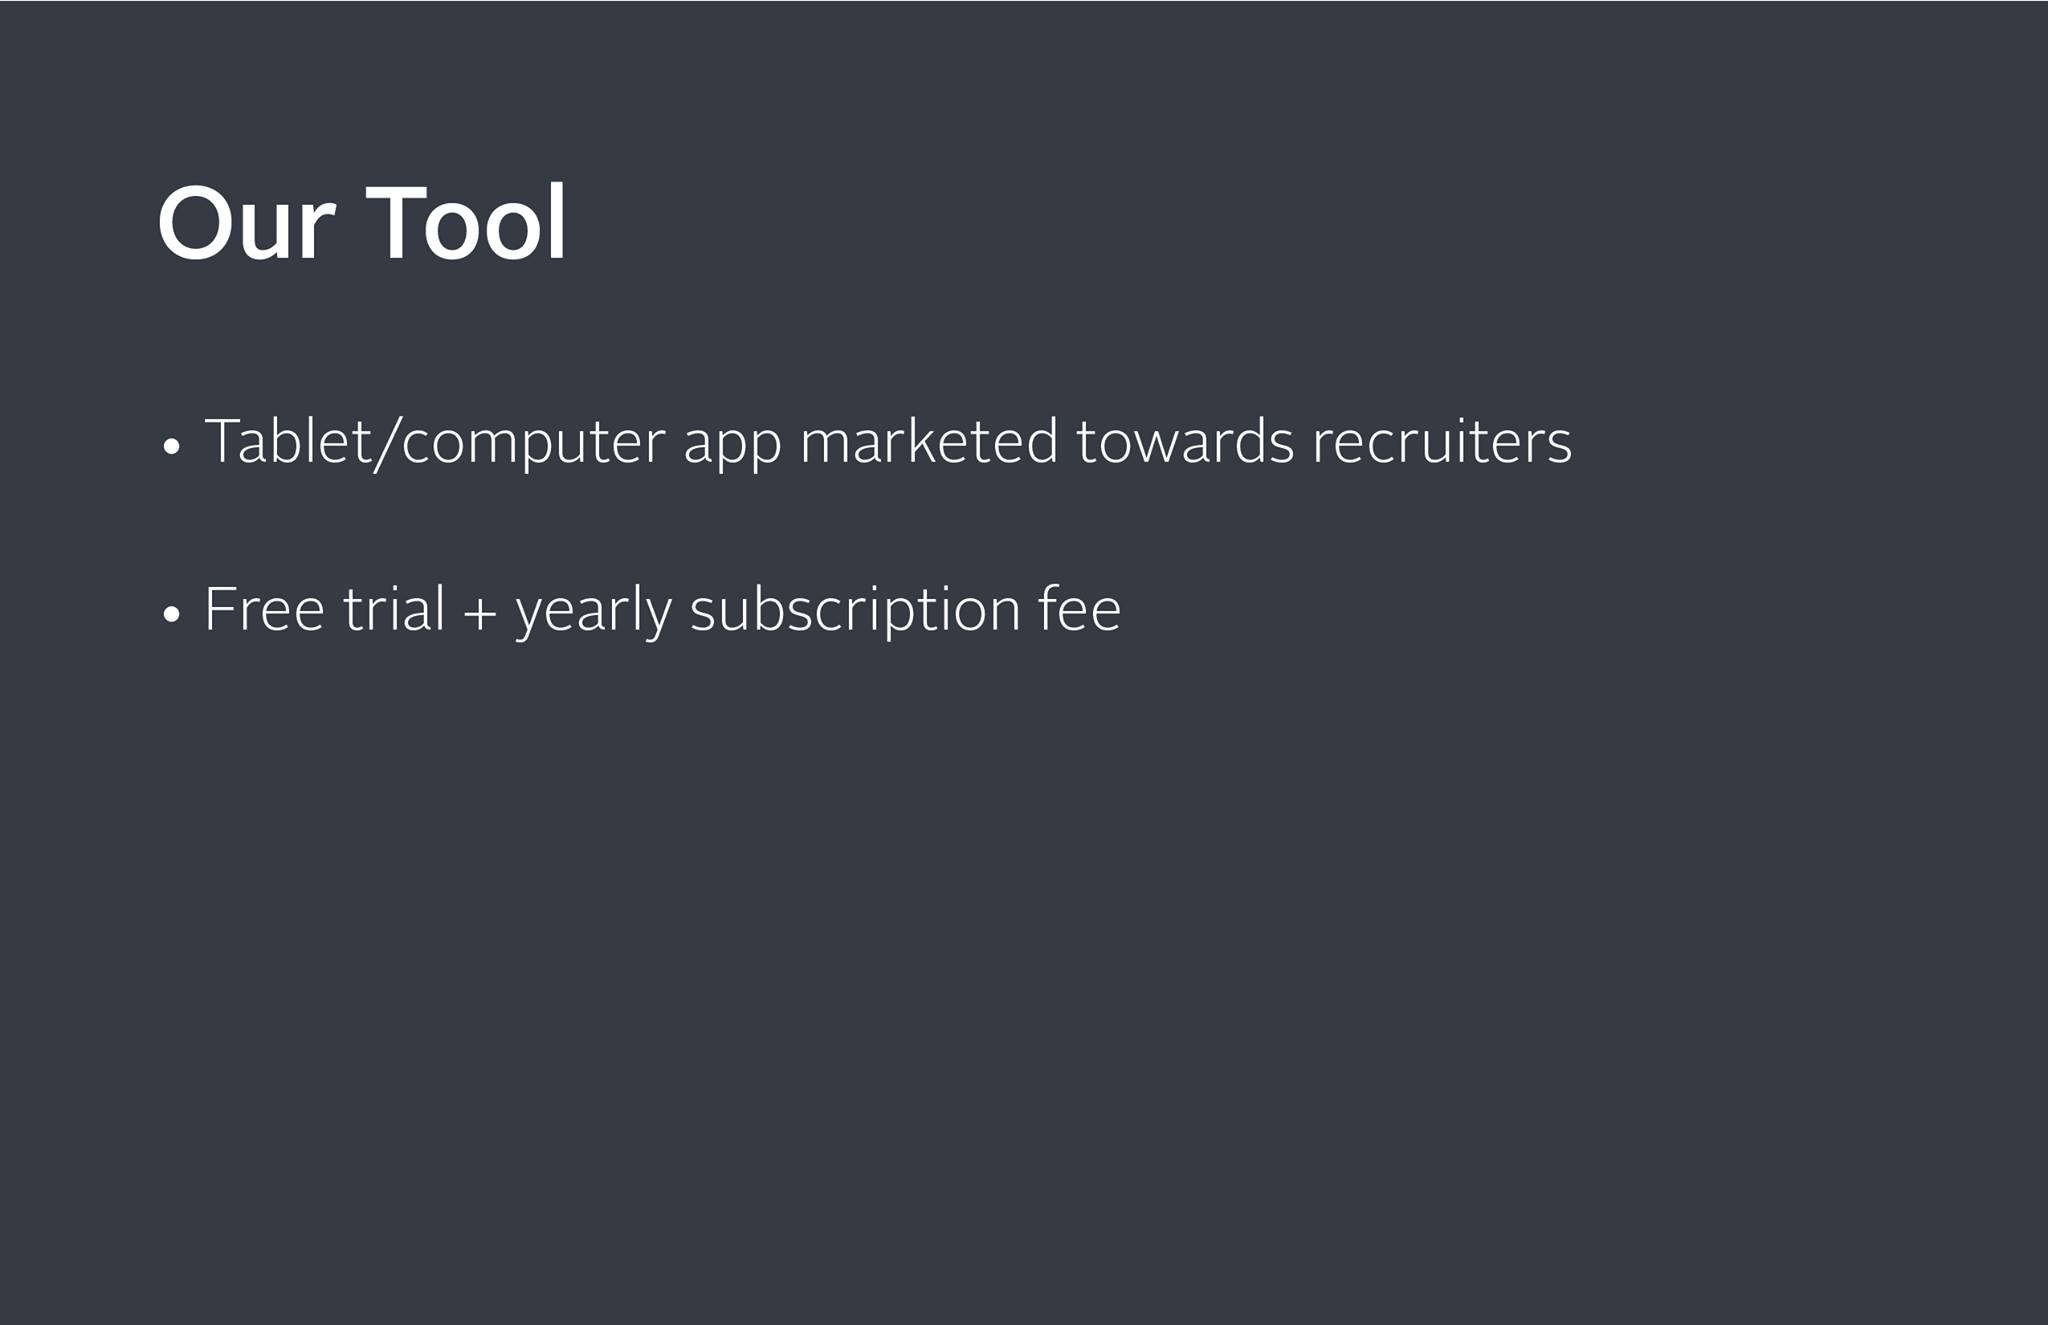 Our Tool
• Tablet/computer app marketed towards recruiters
• Free trial + yearly subscription fee